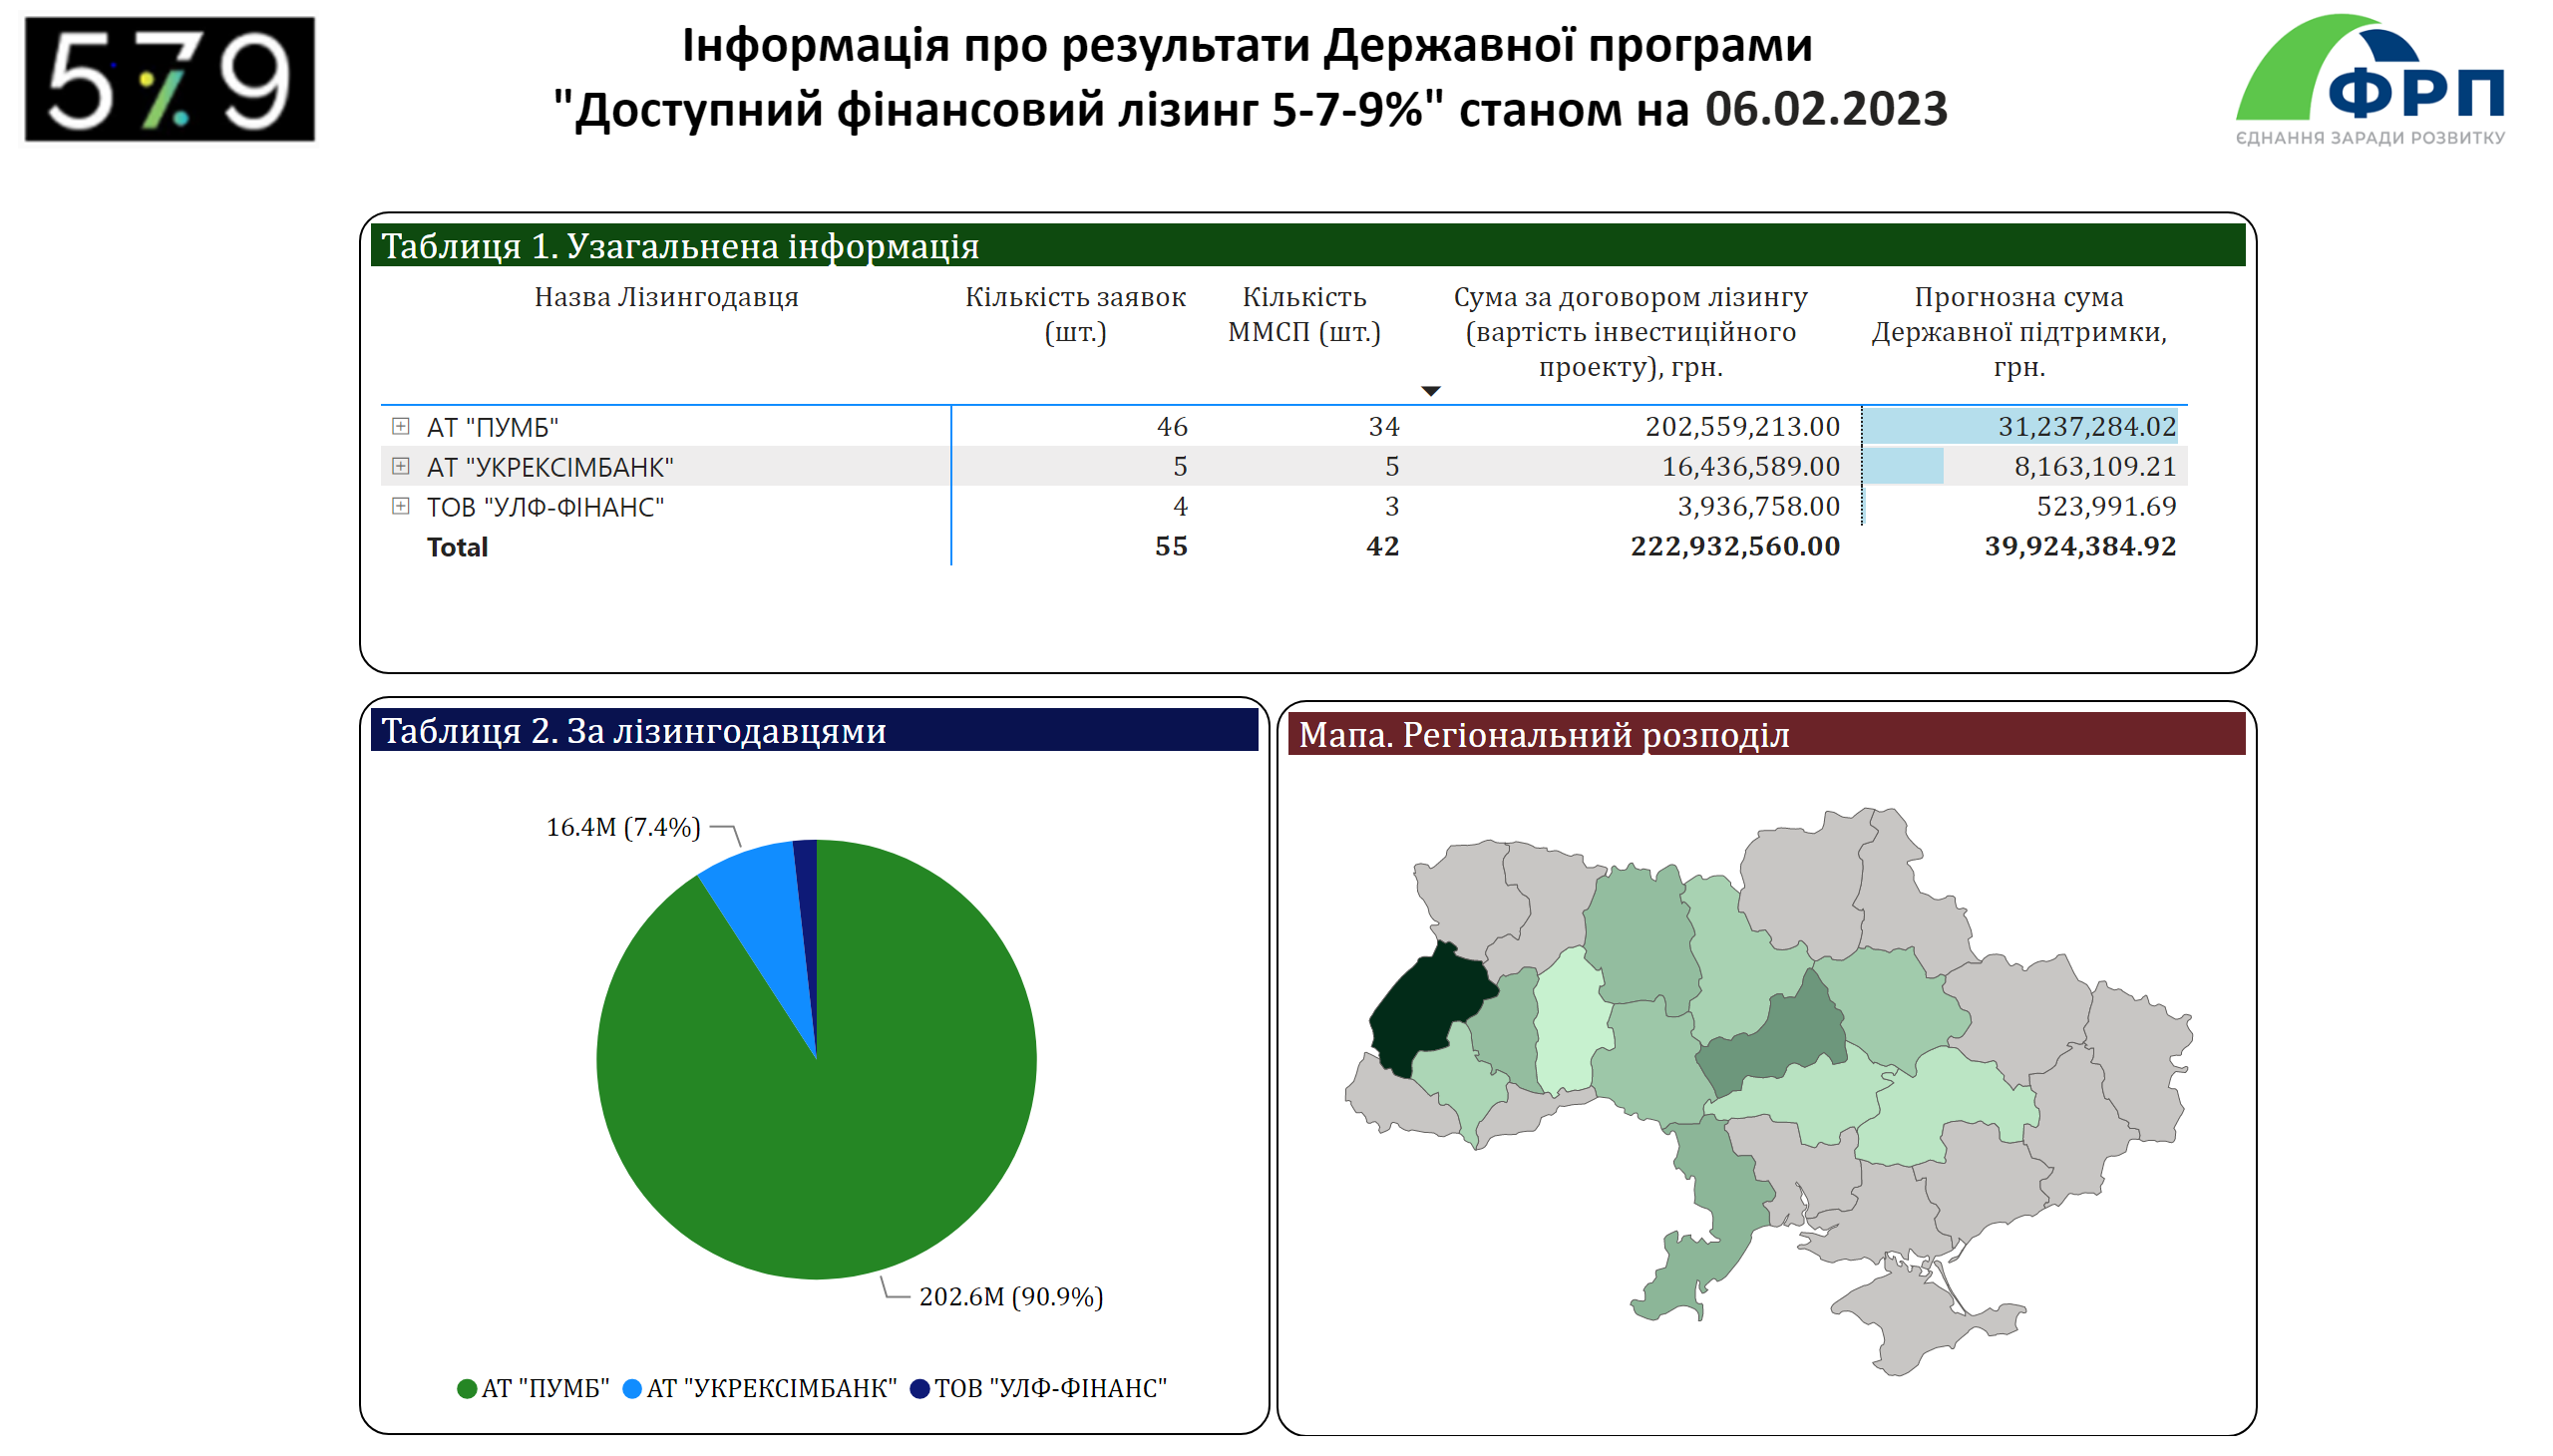 5 7 9
Інформація про результати Державної програми
"Доступний фінансовий лізинг 5-7-9%" станом на 06.02.2023
ФРП
ЄДНАННЯ ЗАРАДИ РОЗВИТКУ
Таблиця 1. Узагальнена інформація
Назва Лізингодавця
Кількість заявок
(шт.)
Кількість
ММСП (шт.)
Сума за договором лізингу
(вартість інвестиційного
проекту), грн.
Прогнозна сума
Державної підтримки,
грн.
АТ "ПУМБ" 46 34 202,559,213.00 31,237,284.02
АТ "УКРЕКСІМБАНК" 5 5 16,436,589.00 8,163,109.21
ТОВ "УЛФ-ФІНАНС" 4 3 3,936,758.00 523,991.69
Total 55 42 222,932,560.00 39,924,384.92
Таблиця 2. За лізингодавцями
16.4M (7.4%)
202.6M (90.9%)
АТ "ПУМБ" АТ "УКРЕКСІМБАНК" ТОВ "УЛФ-ФІНАНС"
Мапа. Регіональний розподіл